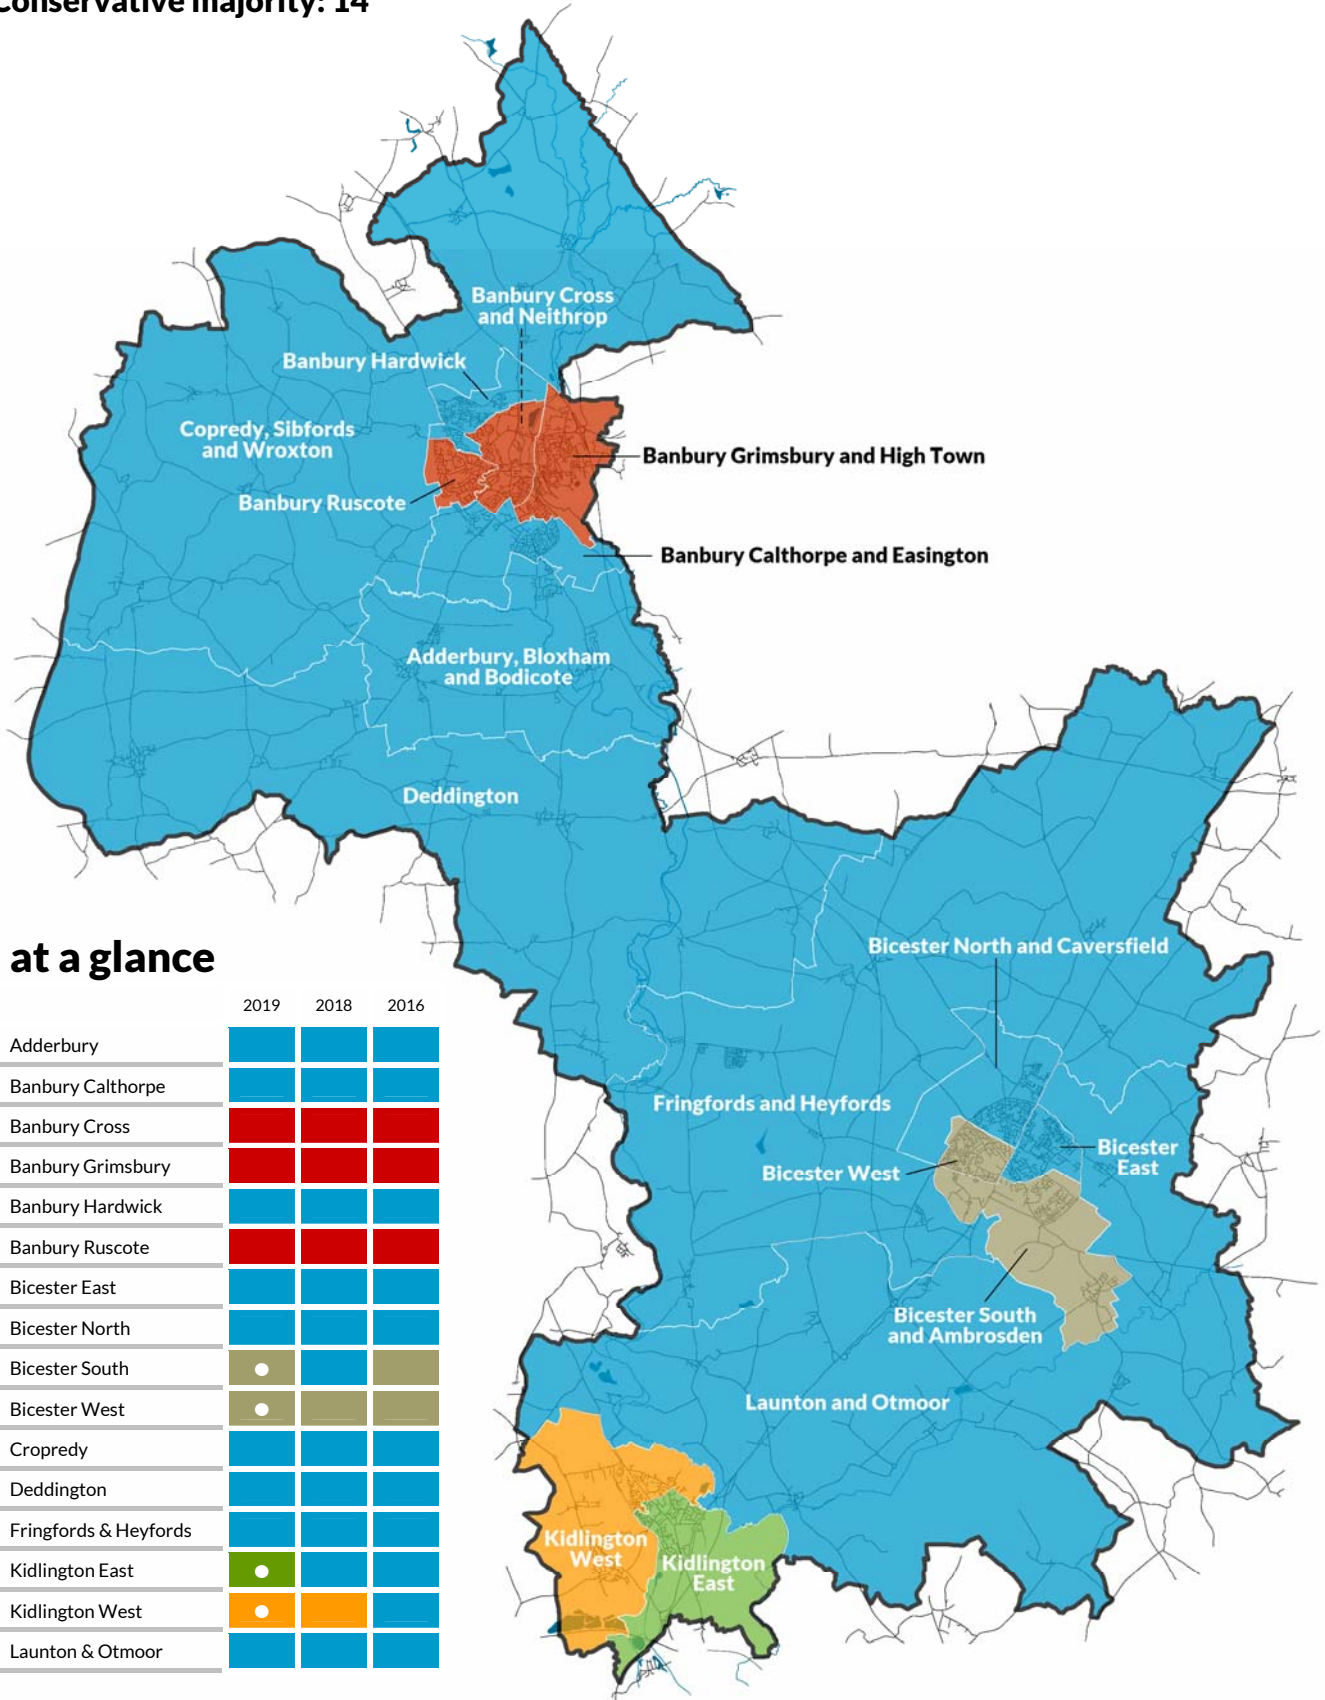 Conservative majority: 14
Banbury Cross
and Neithrop
Banbury Hardwick
Copredy, Sibfords
and Wroxton
Banbury Grimsbury and High Town
Banbury Ruscote
Banbury Calthorpe and Easington
Adderbury, Bloxham
and Bodicote
Deddington
Bicester North and Caversfield
Fringfords and Heyfords
Bicester
East
Bicester West
Bicester South
and Ambrosden
Launton and Otmoor
Kidlington
West
Kidlington
East
at a glance
2019 2018 2016
Adderbury
Banbury Calthorpe
Banbury Cross
Banbury Grimsbury
Banbury Hardwick
Banbury Ruscote
Bicester East
Bicester North
Bicester South
Bicester West
Cropredy
Deddington
Fringfords & Heyfords
Kidlington East
Kidlington West
Launton & Otmoor